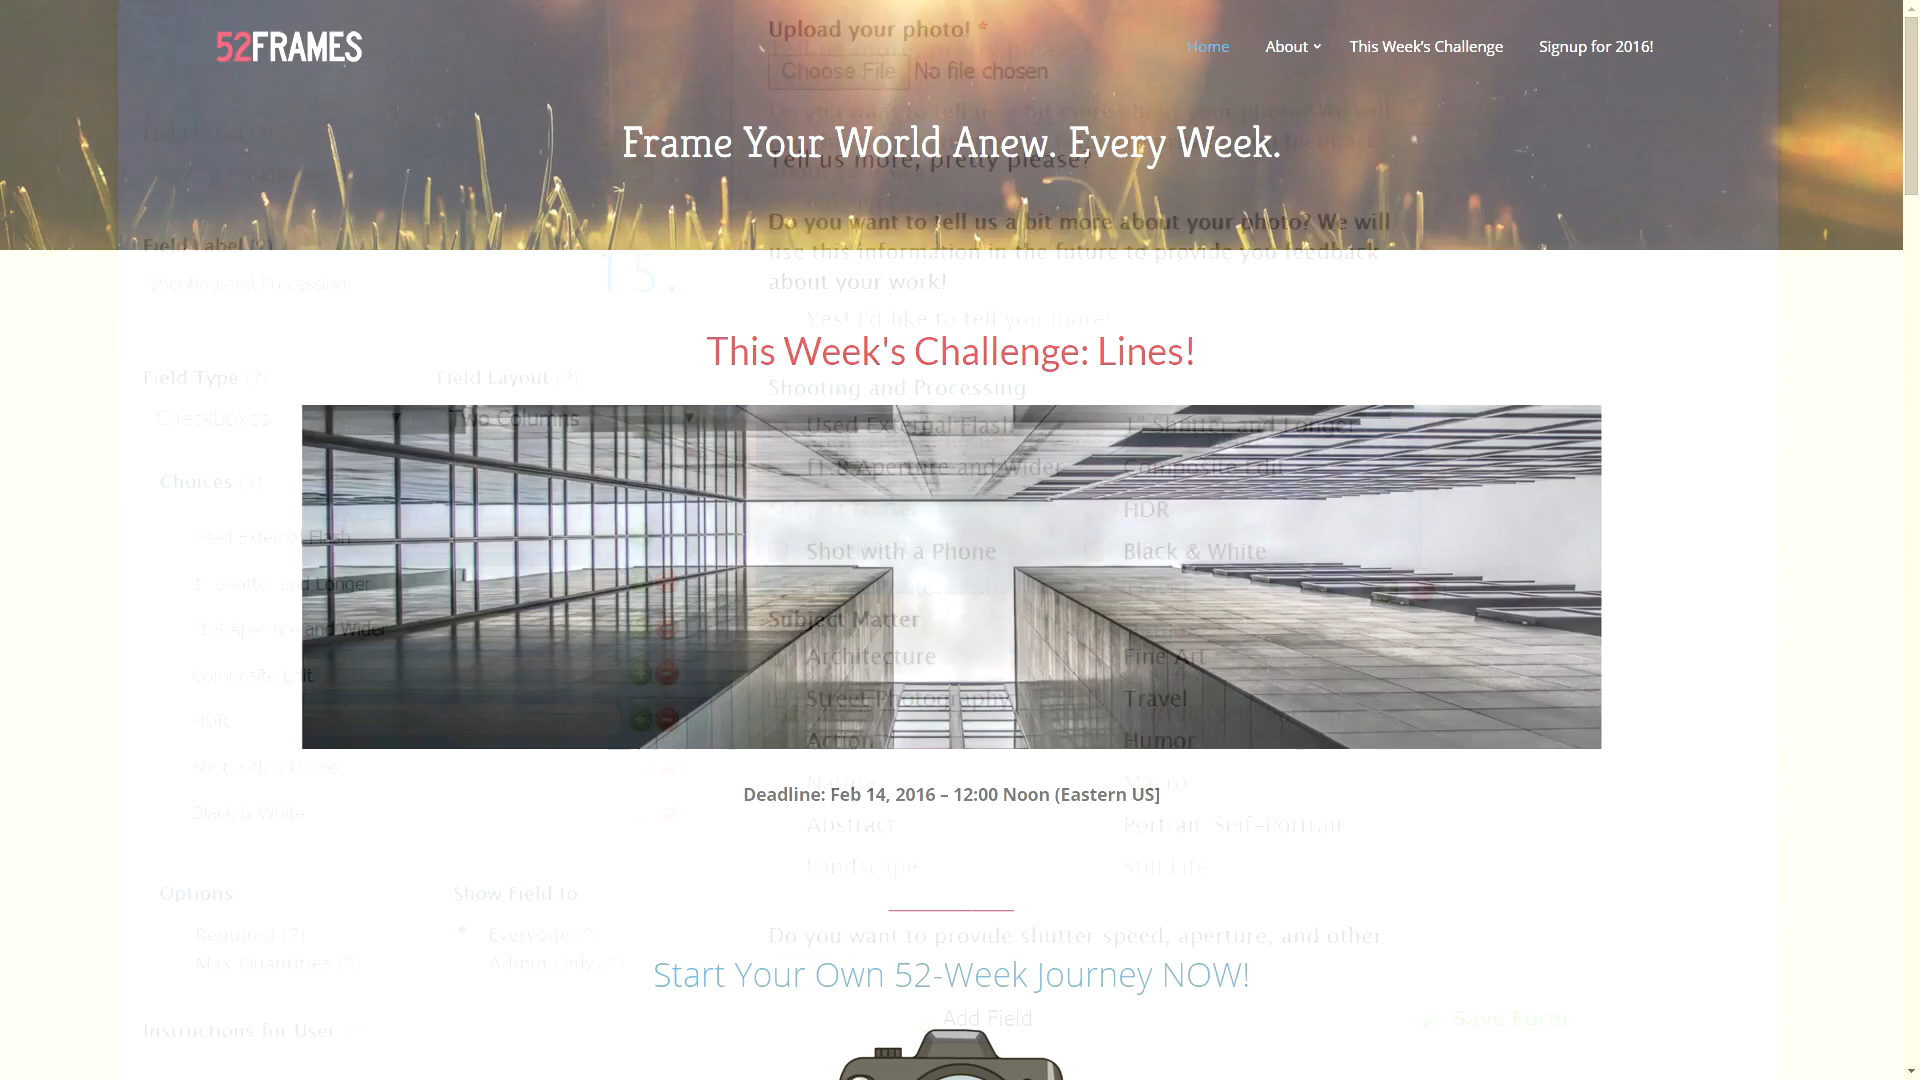 52FRAMES
Home
About
This Week's Challenge
Signup for 2016!
Upload your photo! *
Choose File No file chosen
Frame Your World Anew. Every Week.
Tell us more, pretty please?
Do you want to tell us a bit more about your photo? We will
use this information in the future to provide you feedback
about your work!
Yes! I'd like to tell you more!
Field Label (?)
Shooting and Processing
15.
This Week's Challenge: Lines!
Field Type (?)
Field Layout (?)
Checkboxes
Two Columns
Shooting and Processing
Used External Flash
1" Shutter and Longer
f1.8 Aperture and Wider
Composite Edit
HDR
Shot with a Phone
Black & White
Choices (?)
Used External Flash
1" Shutter and Longer
f1.8 Aperture and Wider
Composite Edit
HDR
Shot with a Phone
Black & White
Subject Matter
Architecture
Fine Art
Street Photography
Travel
Action
Humor
Nature
Macro
Abstract
Portrait/Self-Portrait
Landscape
Still Life
Deadline: Feb 14, 2016 – 12:00 Noon (Eastern US]
Options
Show Field to
Required (?)
Everyone (?)
Max Quantities (?)
Admin Only (?)
Do you want to provide shutter speed, aperture, and other
Start Your Own 52-Week Journey NOW!
Add Field
Save Form
Instructions for User (?)